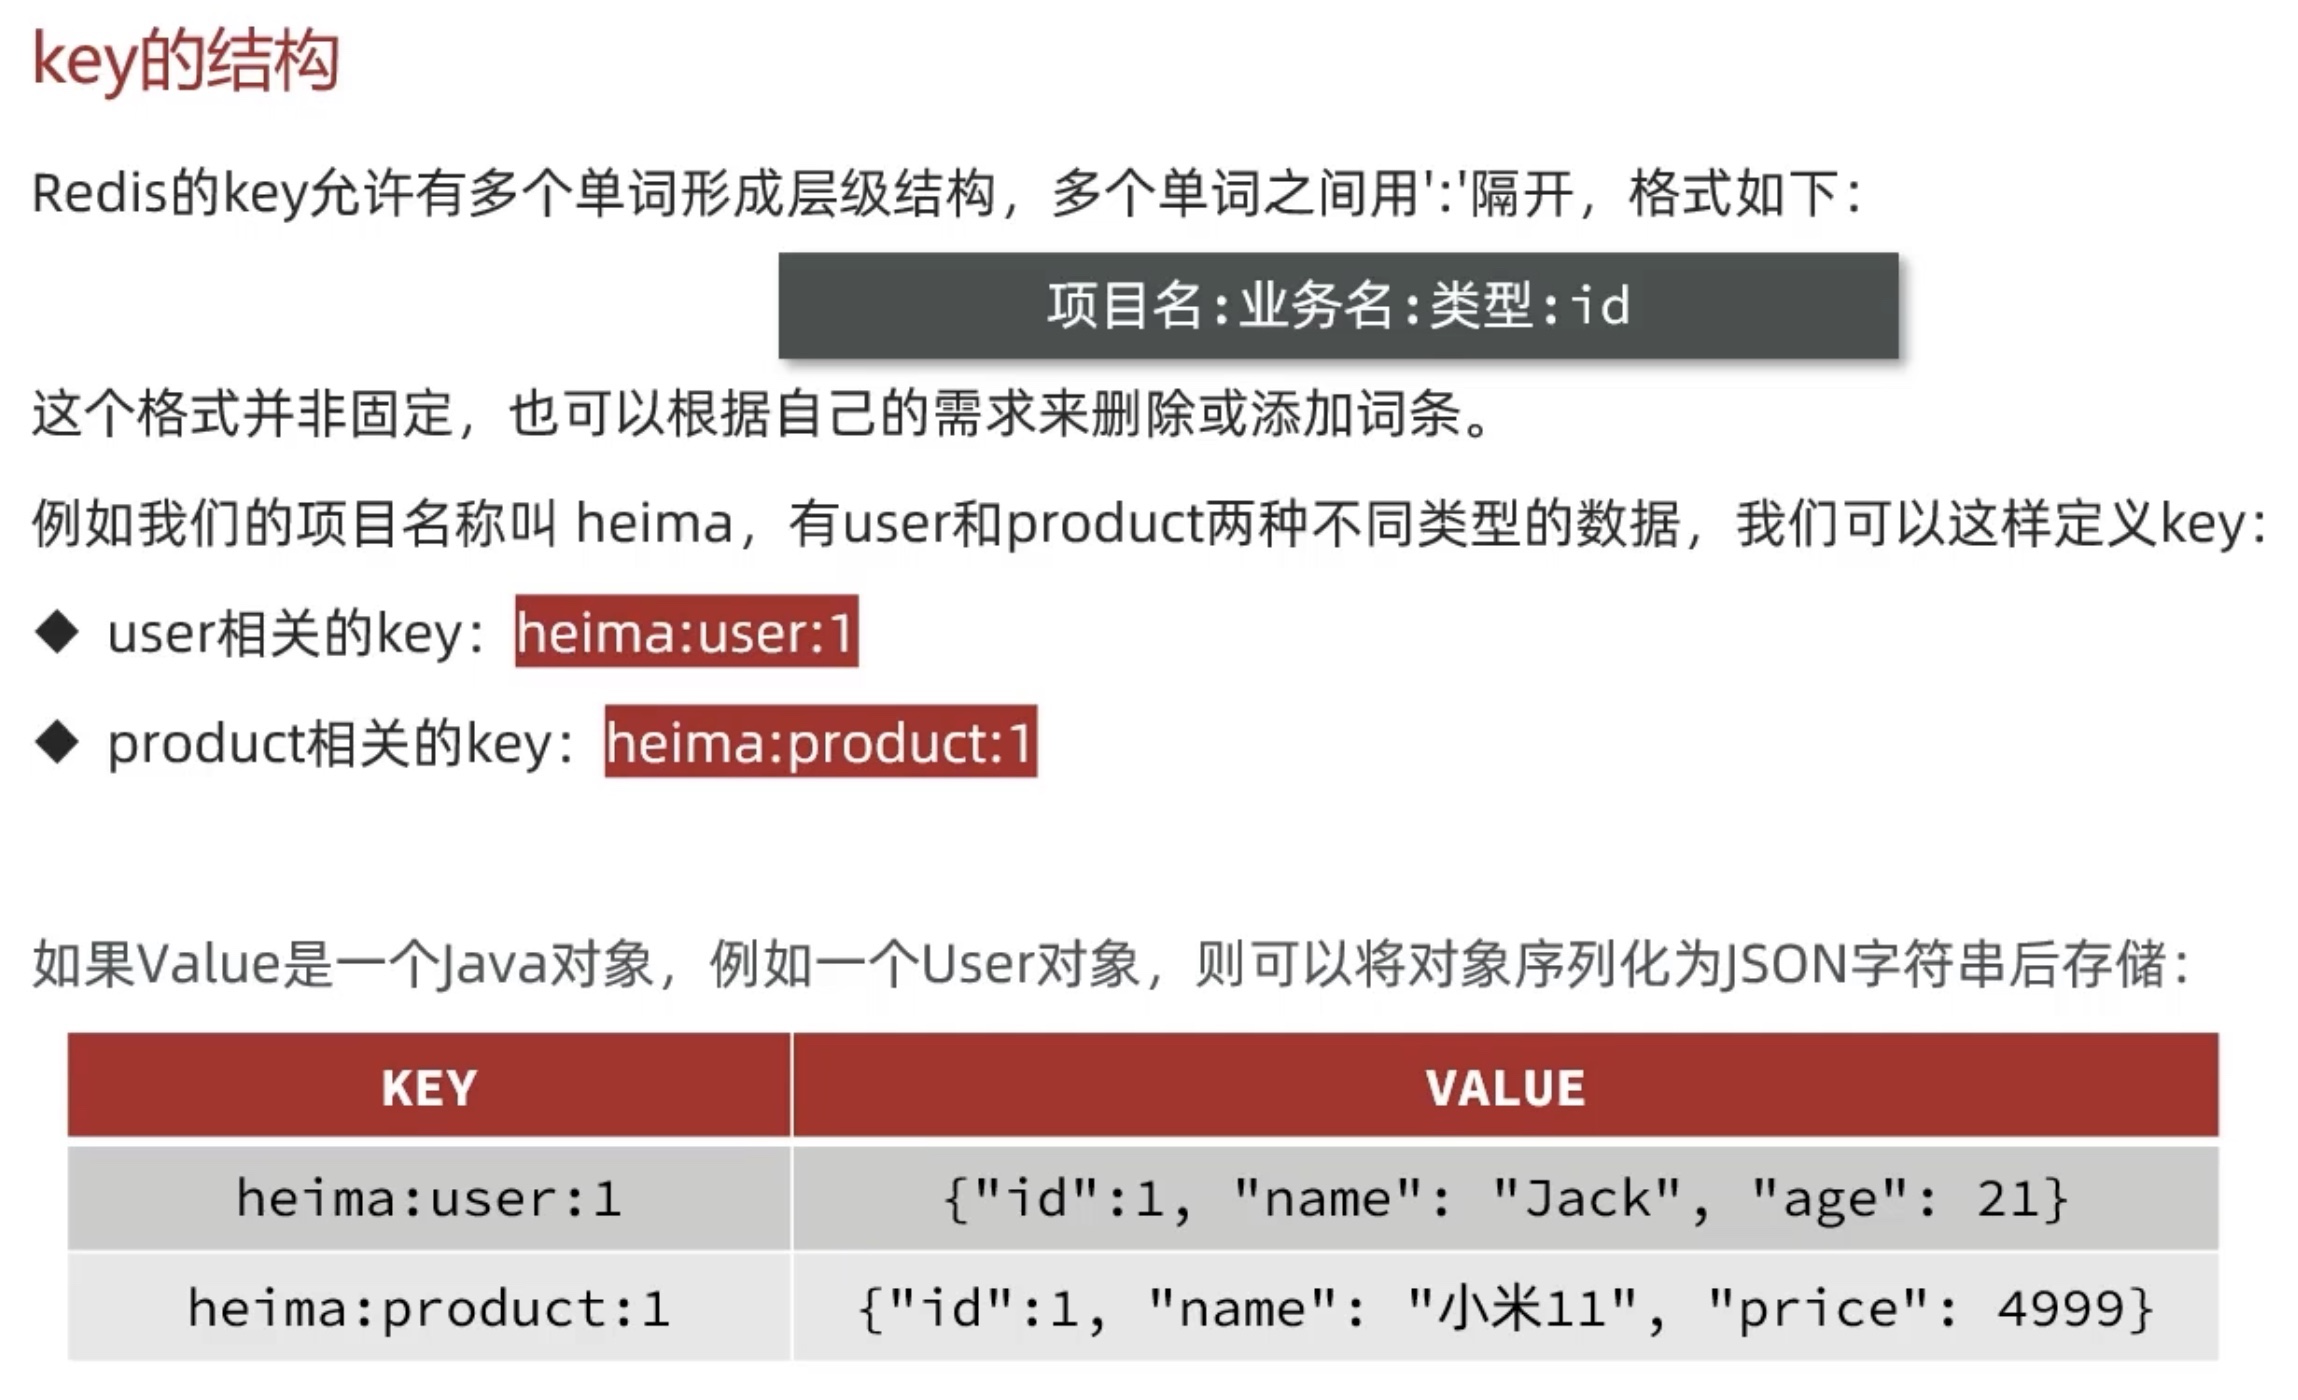 key的结构
Redis的key允许有多个单词形成层级结构，多个单词之间用':'隔开，格式如下：
项目名:业务名:类型:id
这个格式并非固定，也可以根据自己的需求来删除或添加词条。
例如我们的项目名称叫 heima，有user和product两种不同类型的数据，我们可以这样定义key：
◆ user相关的key：heima:user:1
◆ product相关的key：heima:product:1
如果Value是一个Java对象，例如一个User对象，则可以将对象序列化为JSON字符串后存储：
KEY VALUE
heima:user:1 {"id":1, "name": "Jack", "age": 21}
heima:product:1 {"id":1, "name": "小米11", "price": 4999}